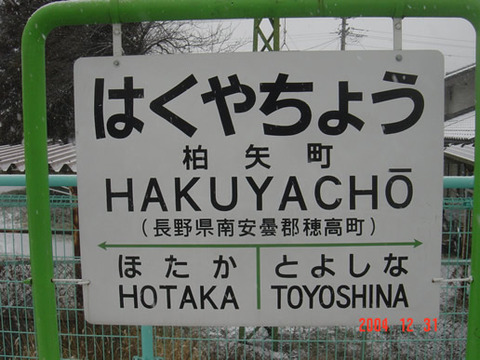 はくやちょう
柏矢町
HAKUYACHŌ
(長野県南安曇郡穂高町)
ほたか とよしな
HOTAKA TOYOSHINA
2004 12 31